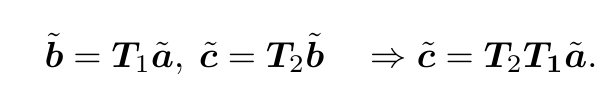 b̃ = T₁ã, c̃ = T₂b̃ ⇒ c̃ = T₂T₁ã.